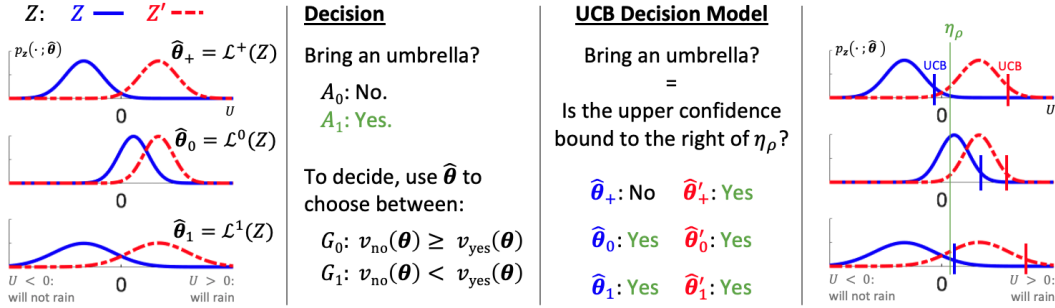 Z: Z Z′
p_z(· ; θ̂)
θ̂₊ = ℒ⁺(Z)
0
U
θ̂₀ = ℒ⁰(Z)
0
θ̂₁ = ℒ¹(Z)
U < 0:
will not rain
0
U > 0:
will rain
Decision
Bring an umbrella?
A₀: No.
A₁: Yes.
To decide, use θ̂ to
choose between:
G₀: v_no(θ) ≥ v_yes(θ)
G₁: v_no(θ) < v_yes(θ)
UCB Decision Model
Bring an umbrella?
=
Is the upper confidence
bound to the right of η_ρ?
θ̂₊: No θ̂′₊: Yes
θ̂₀: Yes θ̂′₀: Yes
θ̂₁: Yes θ̂′₁: Yes
η_ρ
p_z(· ; θ̂)
UCB UCB
0
U
0
U < 0:
will not rain
0
U > 0:
will rain